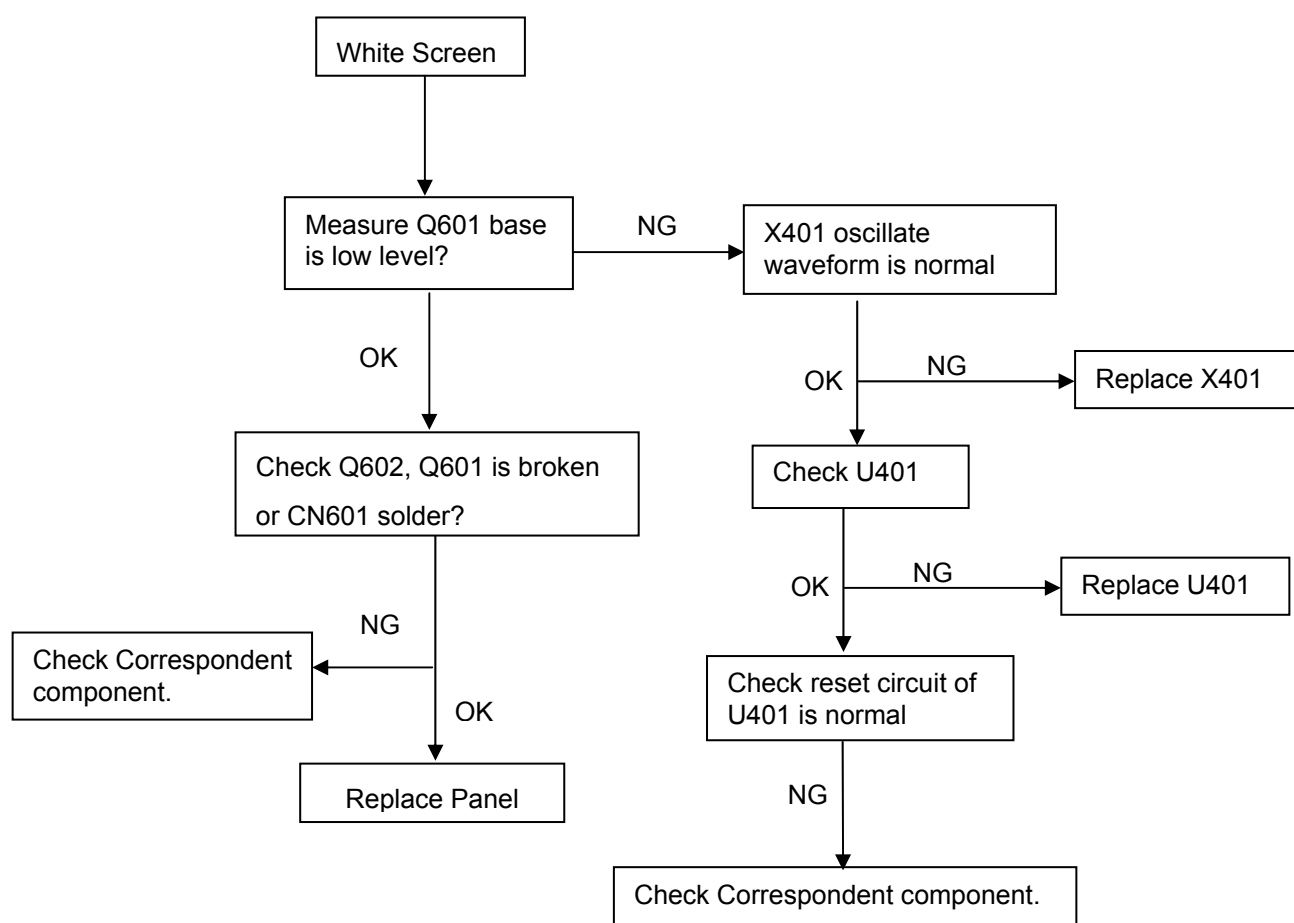 White Screen
Measure Q601 base
is low level?
NG
X401 oscillate
waveform is normal
OK
OK
NG
Replace X401
Check Q602, Q601 is broken
or CN601 solder?
Check U401
OK
NG
Replace U401
NG
Check Correspondent
component.
OK
Check reset circuit of
U401 is normal
Replace Panel
NG
Check Correspondent component.